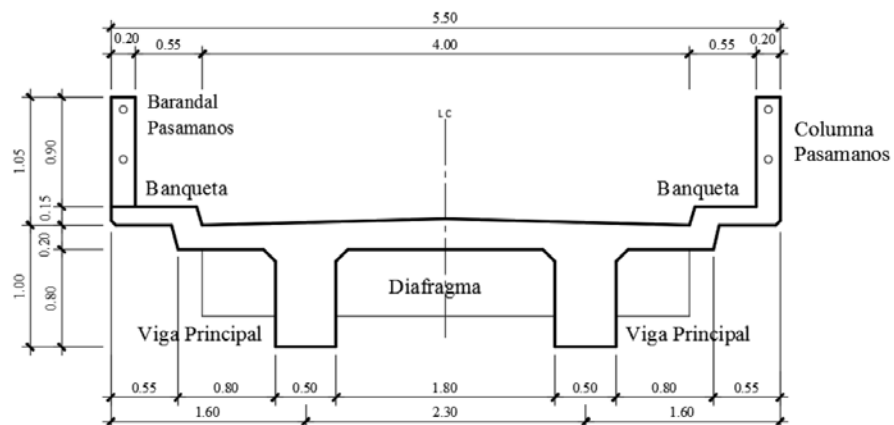 5.50
0.20 0.55 4.00 0.55 0.20
Barandal
Pasamanos
L C
Columna
Pasamanos
Banqueta Banqueta
1.05 0.90
0.15
0.20
1.00 0.80
Diafragma
Viga Principal Viga Principal
0.55 0.80 0.50 1.80 0.50 0.80 0.55
1.60 2.30 1.60